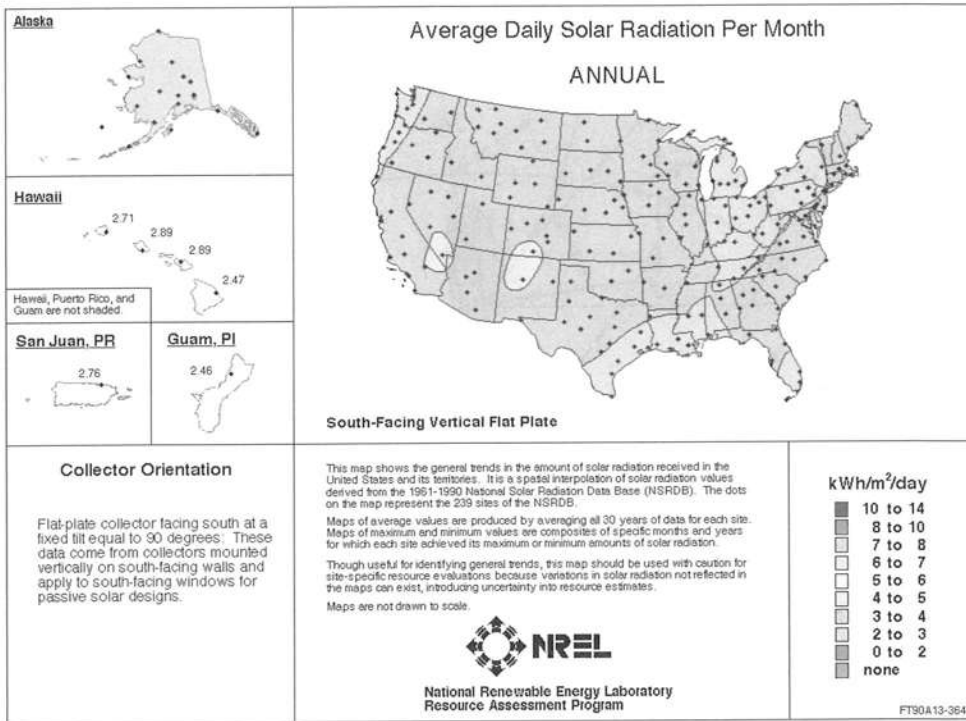 Alaska
Average Daily Solar Radiation Per Month
ANNUAL
Hawaii
2.71
2.89
2.89
2.47
Hawaii, Puerto Rico, and
Guam are not shaded.
San Juan, PR
2.76
Guam, PI
2.46
South-Facing Vertical Flat Plate
Collector Orientation
Flat-plate collector facing south at a
fixed tilt equal to 90 degrees: These
data come from collectors mounted
vertically on south-facing walls and
apply to south-facing windows for
passive solar designs.
This map shows the general trends in the amount of solar radiation received in the
United States and its territories. It is a spatial interpolation of solar radiation values
derived from the 1961-1990 National Solar Radiation Data Base (NSRDB). The dots
on the map represent the 239 sites of the NSRDB.
Maps of average values are produced by averaging all 30 years of data for each site.
Maps of maximum and minimum values are composites of specific months and years
for which each site achieved its maximum or minimum amounts of solar radiation.
Though useful for identifying general trends, this map should be used with caution for
site-specific resource evaluations because variations in solar radiation not reflected in
the maps can exist, introducing uncertainty into resource estimates.
Maps are not drawn to scale.
NREL
National Renewable Energy Laboratory
Resource Assessment Program
kWh/m²/day
10 to 14
8 to 10
7 to 8
6 to 7
5 to 6
4 to 5
3 to 4
2 to 3
0 to 2
none
FT90A13-364